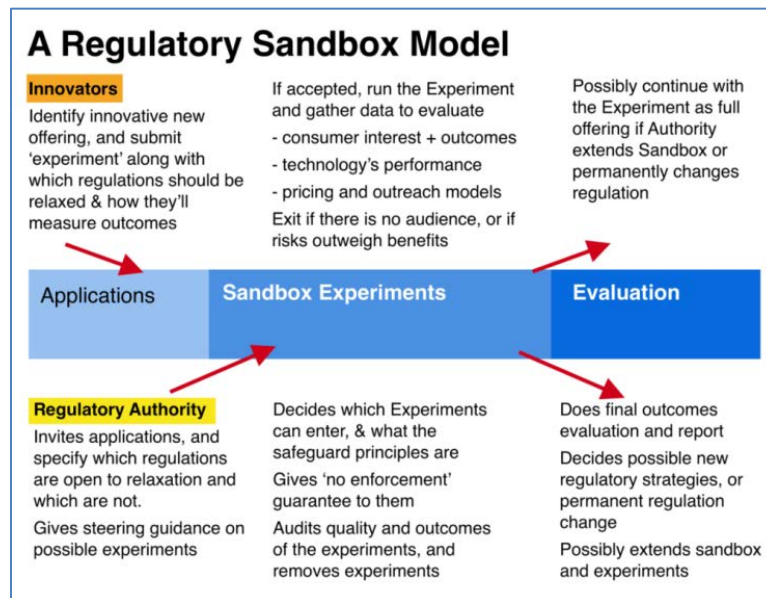 A Regulatory Sandbox Model
Innovators
Identify innovative new
offering, and submit
‘experiment’ along with
which regulations should be
relaxed & how they’ll
measure outcomes
If accepted, run the Experiment
and gather data to evaluate
- consumer interest + outcomes
- technology’s performance
- pricing and outreach models
Exit if there is no audience, or if
risks outweigh benefits
Possibly continue with
the Experiment as full
offering if Authority
extends Sandbox or
permanently changes
regulation
Applications
Sandbox Experiments
Evaluation
Regulatory Authority
Invites applications, and
specify which regulations
are open to relaxation and
which are not.
Gives steering guidance on
possible experiments
Decides which Experiments
can enter, & what the
safeguard principles are
Gives ‘no enforcement’
guarantee to them
Audits quality and outcomes
of the experiments, and
removes experiments
Does final outcomes
evaluation and report
Decides possible new
regulatory strategies, or
permanent regulation
change
Possibly extends sandbox
and experiments